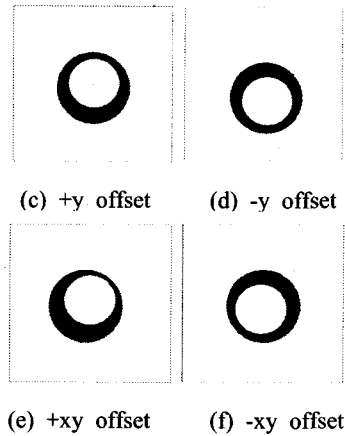 (c) +y offset (d) -y offset
(e) +xy offset (f) -xy offset